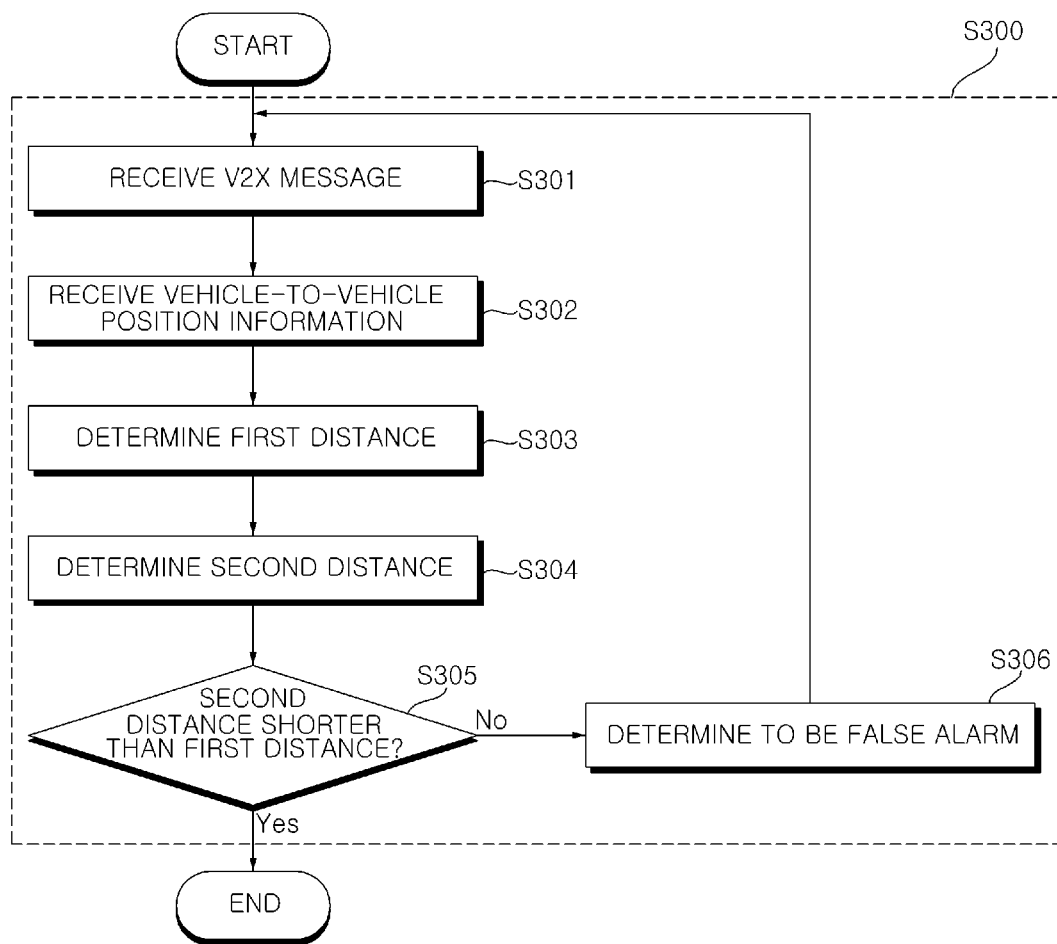 START
S300
RECEIVE V2X MESSAGE
S301
RECEIVE VEHICLE-TO-VEHICLE
POSITION INFORMATION
S302
DETERMINE FIRST DISTANCE
S303
DETERMINE SECOND DISTANCE
S304
S305
SECOND
DISTANCE SHORTER
THAN FIRST DISTANCE?
No
S306
DETERMINE TO BE FALSE ALARM
Yes
END